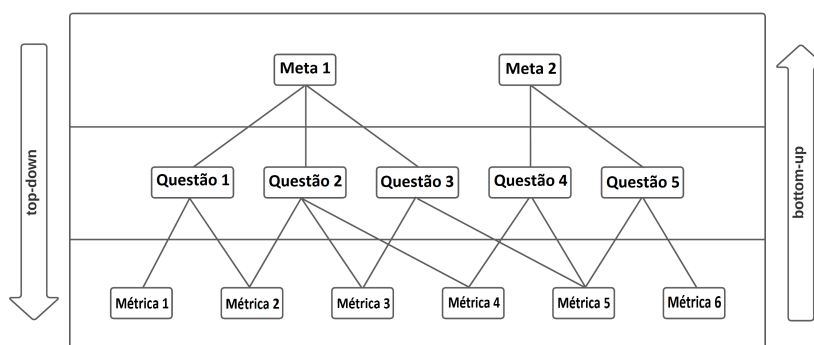 Meta 1
Meta 2
top-down
bottom-up
Questão 1
Questão 2
Questão 3
Questão 4
Questão 5
Métrica 1
Métrica 2
Métrica 3
Métrica 4
Métrica 5
Métrica 6